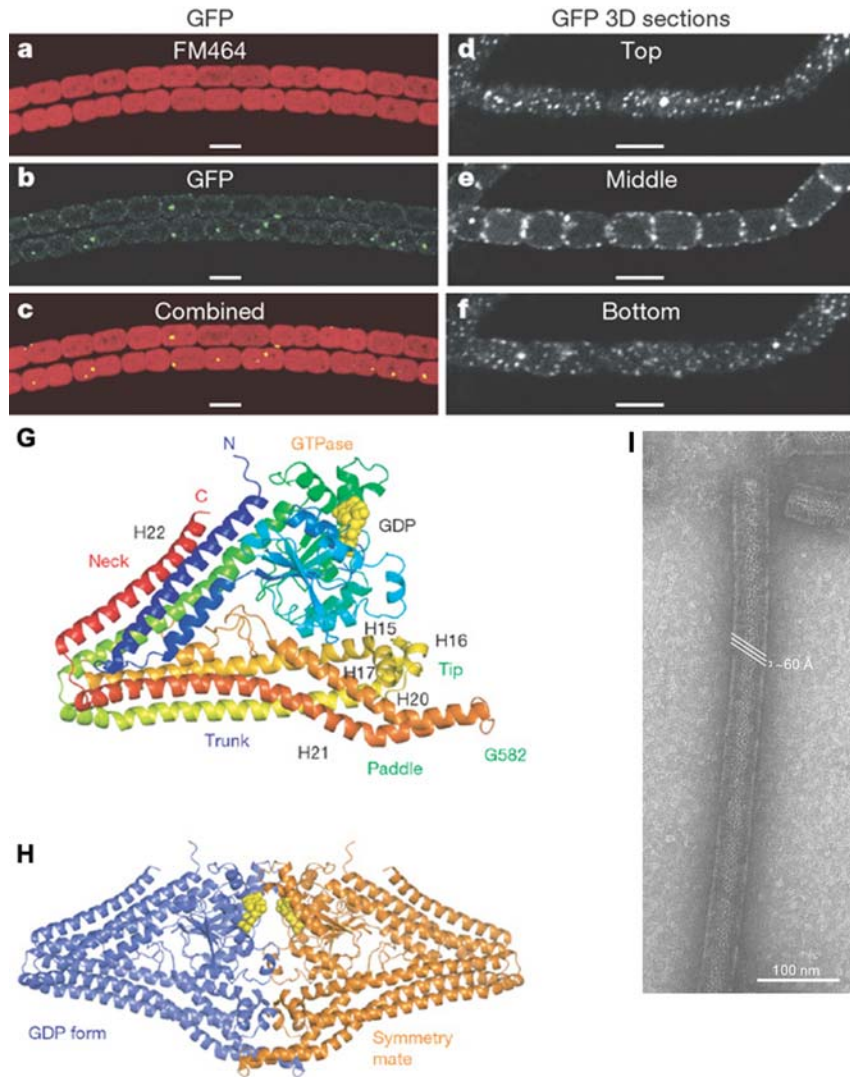 GFP
GFP 3D sections
a
FM464
b
GFP
c
Combined
d
Top
e
Middle
f
Bottom
G
N
GTPase
C
H22
GDP
Neck
H15
H16
H17
Tip
H20
Trunk
H21
Paddle
G582
H
GDP form
Symmetry
mate
I
~60 Å
100 nm